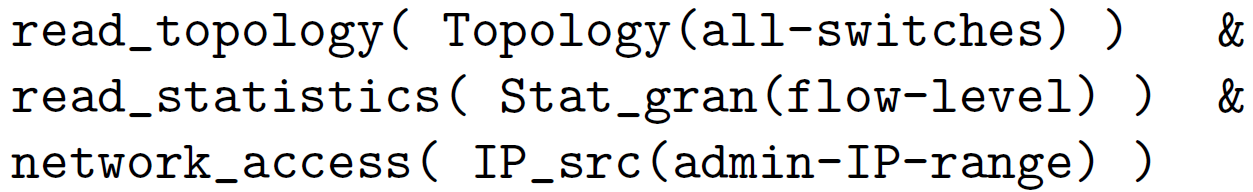 read_topology( Topology(all-switches) ) &
read_statistics( Stat_gran(flow-level) ) &
network_access( IP_src(admin-IP-range) )